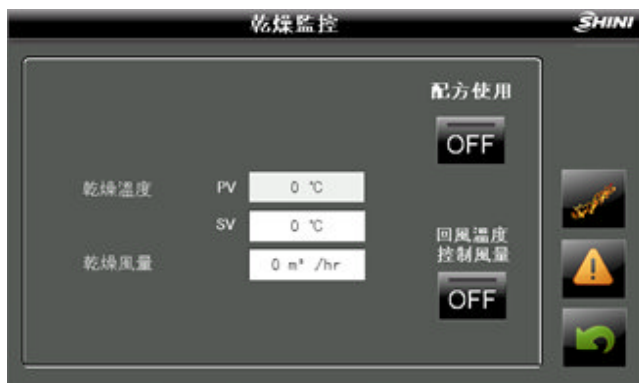 乾燥監控
SHINI
配方使用
OFF
乾燥溫度 PV 0 ℃
SV 0 ℃
回風溫度
控制風量
乾燥風量 0 m³ /hr
OFF